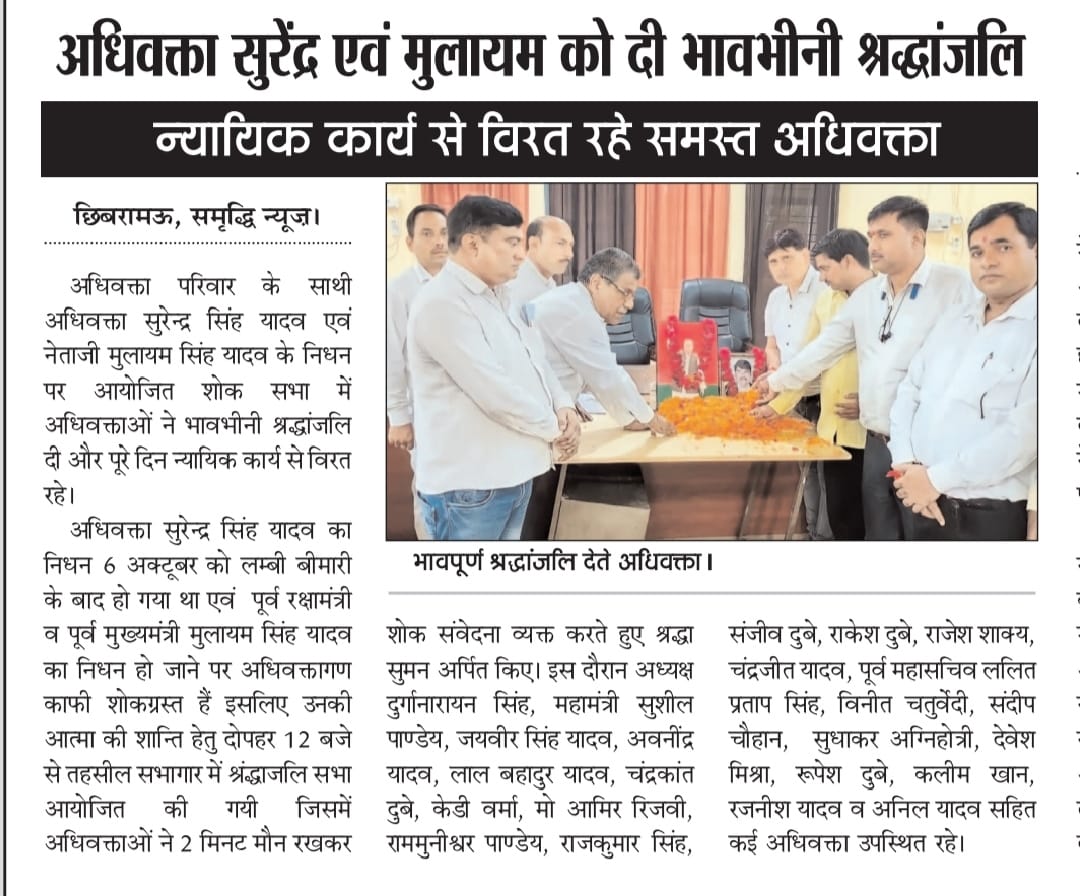 अधिवक्ता सुरेंद्र एवं मुलायम को दी भावभीनी श्रद्धांजलि
न्यायिक कार्य से विरत रहे समस्त अधिवक्ता
छिबरामऊ, समृद्धि न्यूज़।
अधिवक्ता परिवार के साथी
अधिवक्ता सुरेन्द्र सिंह यादव एवं
नेताजी मुलायम सिंह यादव के निधन
पर आयोजित शोक सभा में
अधिवक्ताओं ने भावभीनी श्रद्धांजलि
दी और पूरे दिन न्यायिक कार्य से विरत
रहे।
अधिवक्ता सुरेन्द्र सिंह यादव का
निधन 6 अक्टूबर को लम्बी बीमारी
के बाद हो गया था एवं पूर्व रक्षामंत्री
व पूर्व मुख्यमंत्री मुलायम सिंह यादव
का निधन हो जाने पर अधिवक्तागण
काफी शोकग्रस्त हैं इसलिए उनकी
आत्मा की शान्ति हेतु दोपहर 12 बजे
से तहसील सभागार में श्रंद्धाजलि सभा
आयोजित की गयी जिसमें
अधिवक्ताओं ने 2 मिनट मौन रखकर
भावपूर्ण श्रद्धांजलि देते अधिवक्ता।
शोक संवेदना व्यक्त करते हुए श्रद्धा
सुमन अर्पित किए। इस दौरान अध्यक्ष
दुर्गानारायन सिंह, महामंत्री सुशील
पाण्डेय, जयवीर सिंह यादव, अवनींद्र
यादव, लाल बहादुर यादव, चंद्रकांत
दुबे, केडी वर्मा, मो आमिर रिजवी,
राममुनीश्वर पाण्डेय, राजकुमार सिंह,
संजीव दुबे, राकेश दुबे, राजेश शाक्य,
चंद्रजीत यादव, पूर्व महासचिव ललित
प्रताप सिंह, विनीत चतुर्वेदी, संदीप
चौहान, सुधाकर अग्निहोत्री, देवेश
मिश्रा, रूपेश दुबे, कलीम खान,
रजनीश यादव व अनिल यादव सहित
कई अधिवक्ता उपस्थित रहे।